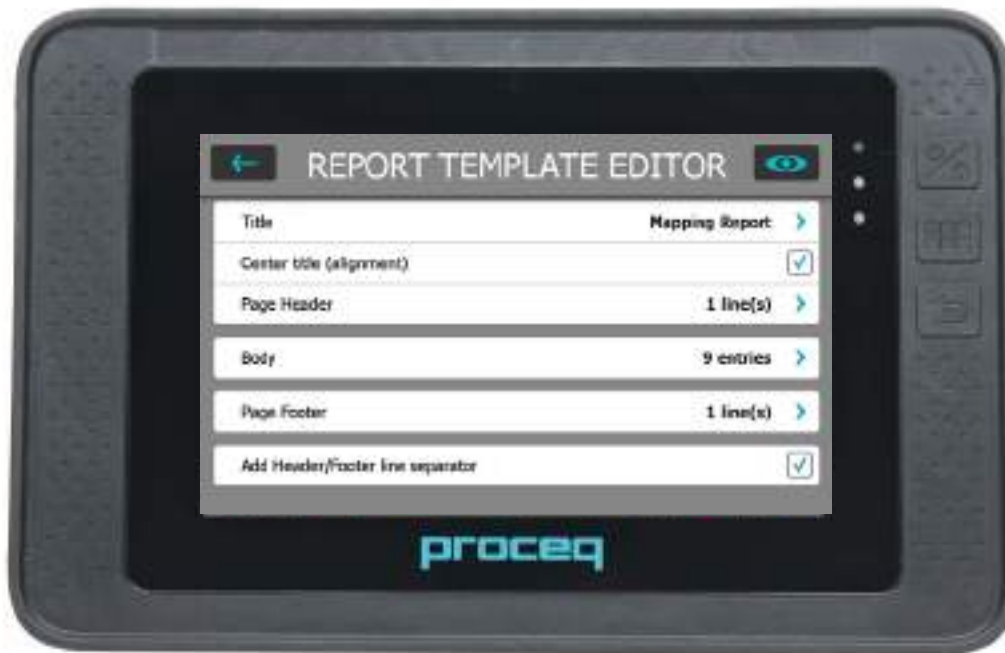 REPORT TEMPLATE EDITOR
Title Mapping Report
Center title (alignment)
Page Header 1 line(s)
Body 9 entries
Page Footer 1 line(s)
Add Header/Footer line separator
proceq